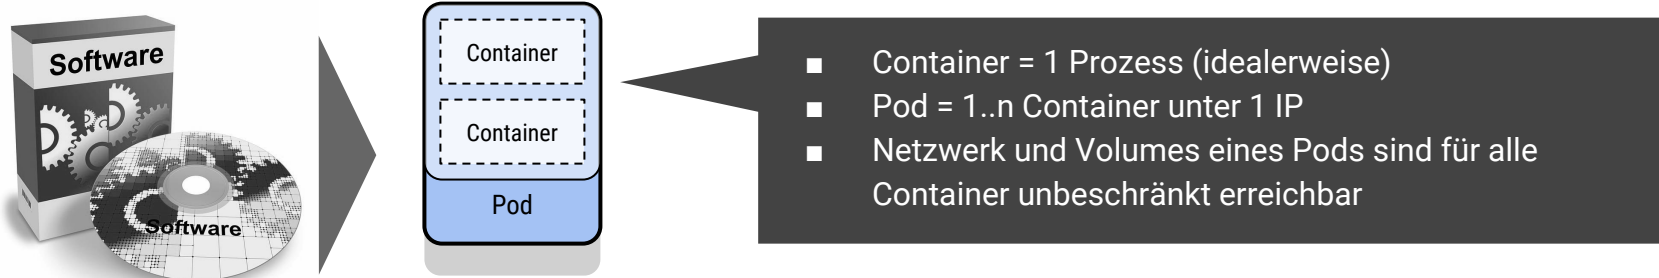 Software
Software
Container
Container
Pod
■ Container = 1 Prozess (idealerweise)
■ Pod = 1..n Container unter 1 IP
■ Netzwerk und Volumes eines Pods sind für alle
Container unbeschränkt erreichbar